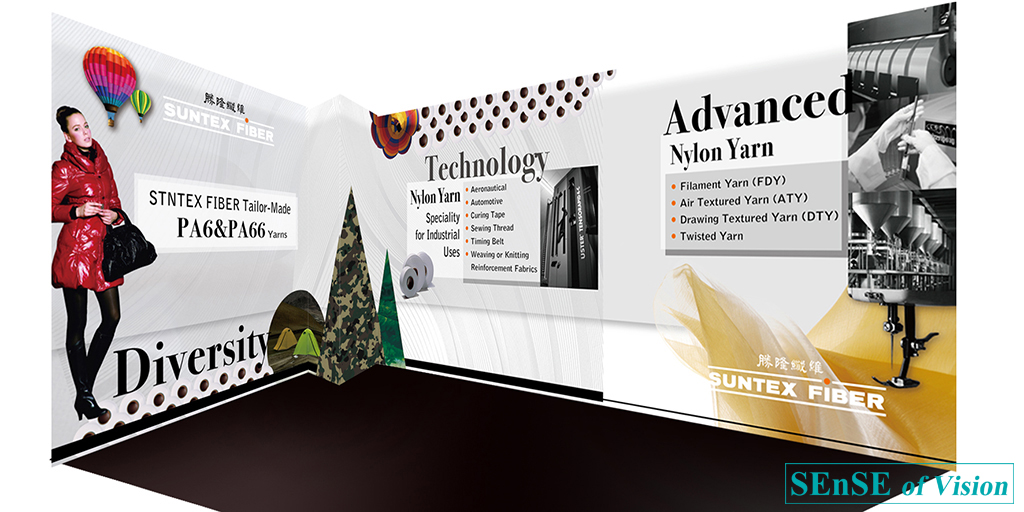 勝隆纖維
SUNTEX FIBER
STNTEX FIBER Tailor-Made
PA6&PA66 Yarns
Diversity
Technology
Nylon Yarn
Speciality
for Industrial
Uses
Aeronautical
Automotive
Curing Tape
Sewing Thread
Timing Belt
Weaving or Knitting
Reinforcement Fabrics
USTER TENSORAPID 4-C
Advanced
Nylon Yarn
Filament Yarn (FDY)
Air Textured Yarn (ATY)
Drawing Textured Yarn (DTY)
Twisted Yarn
勝隆纖維
SUNTEX FIBER
SEnSE of Vision